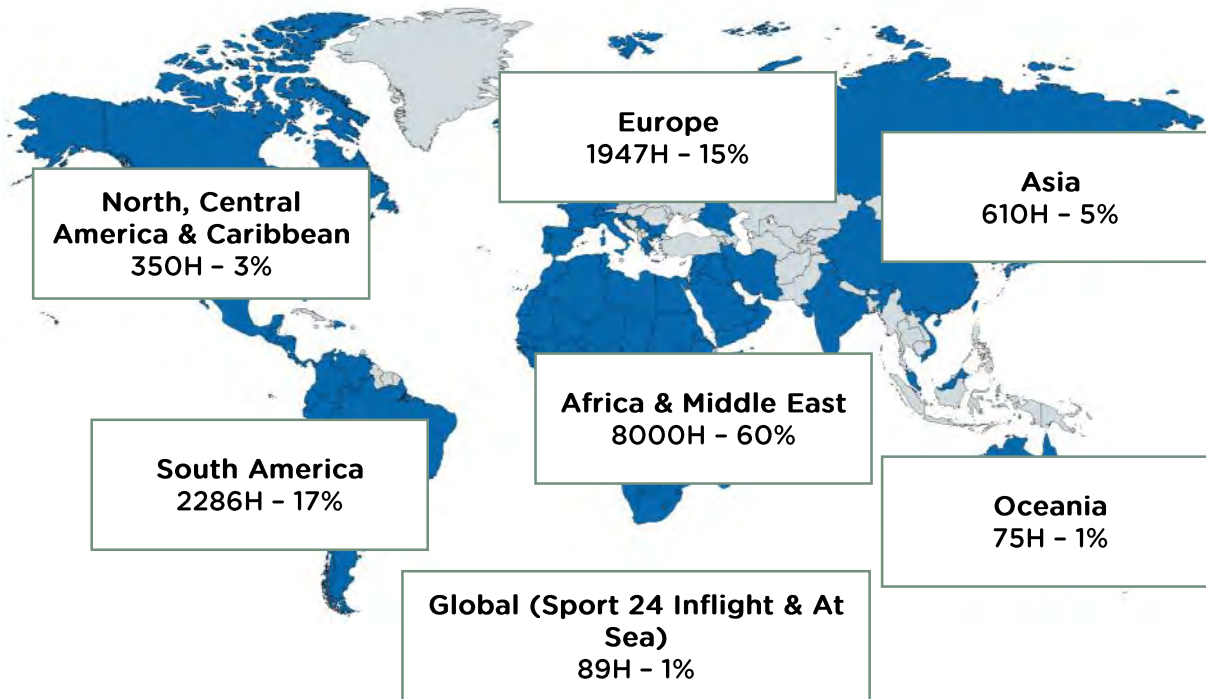 Europe
1947H – 15%
North, Central
America & Caribbean
350H – 3%
Asia
610H – 5%
Africa & Middle East
8000H – 60%
South America
2286H – 17%
Oceania
75H – 1%
Global (Sport 24 Inflight & At
Sea)
89H – 1%